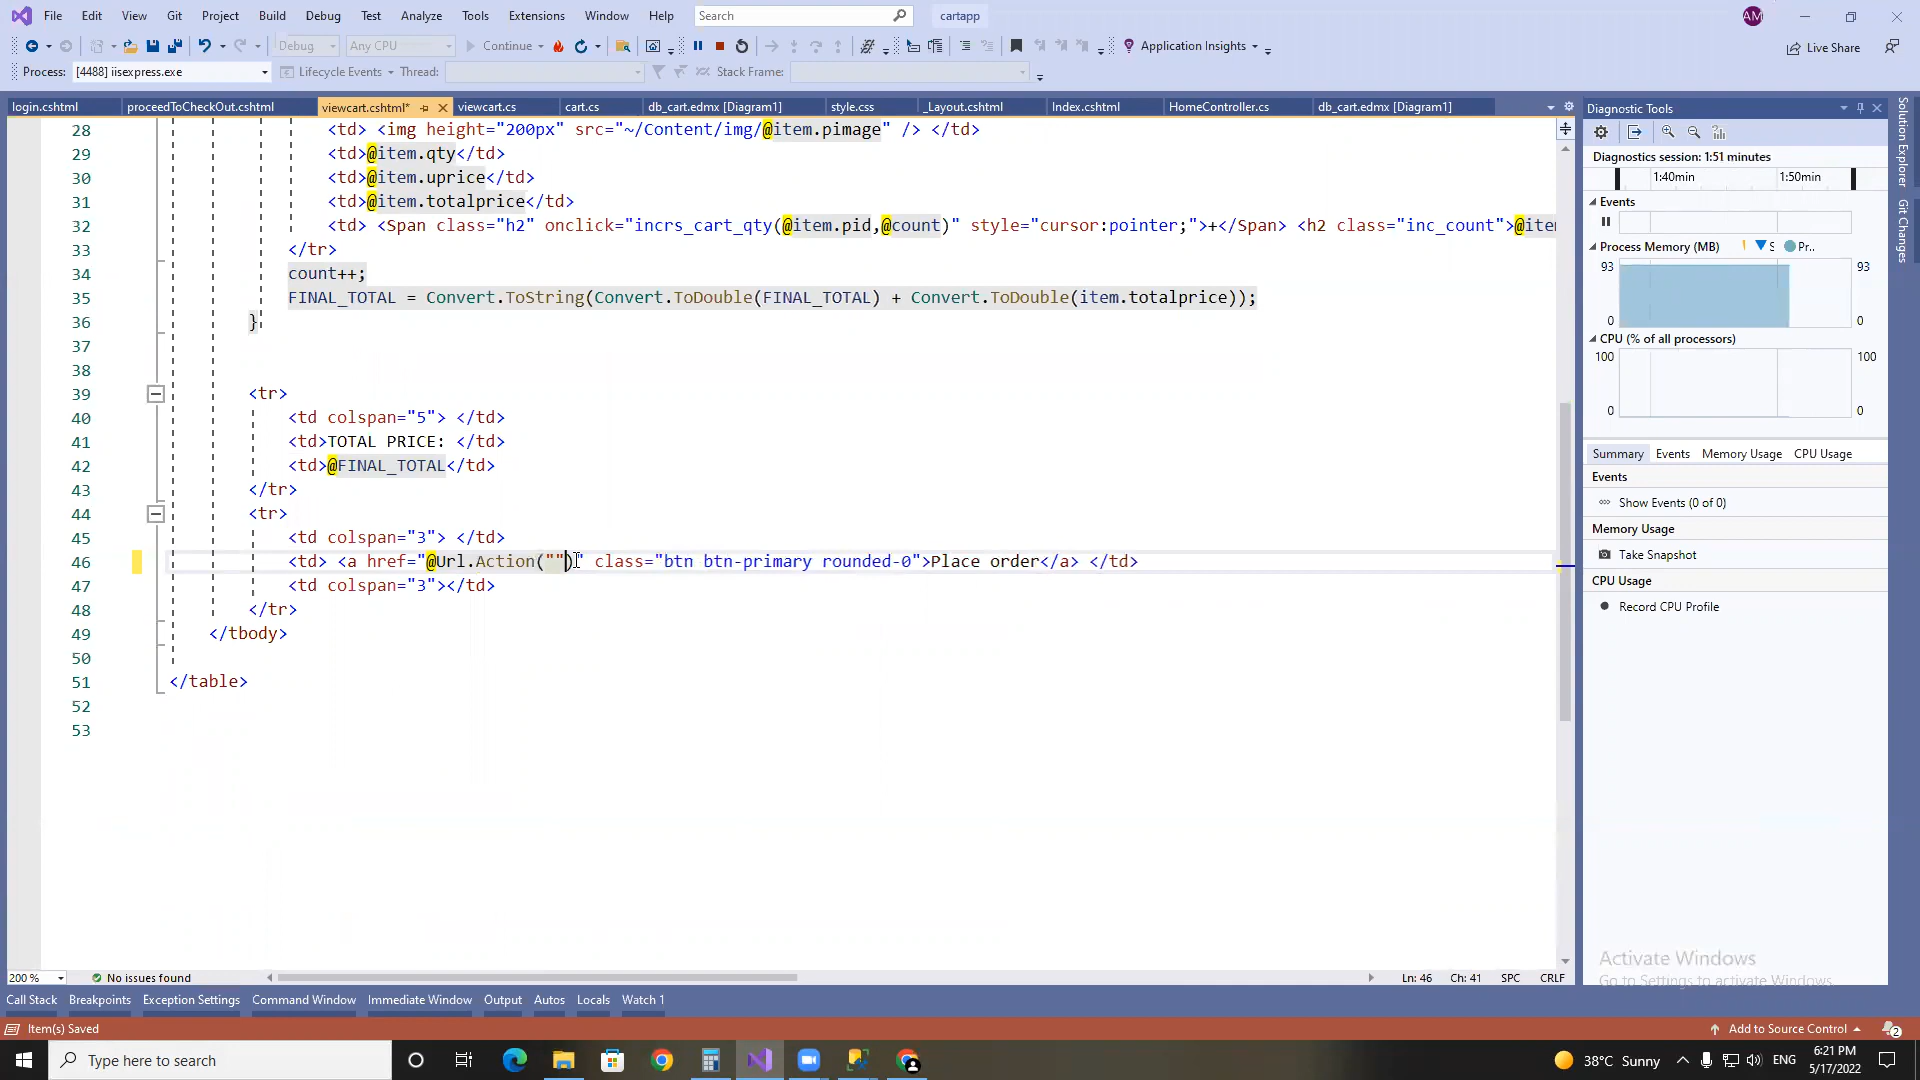 File Edit View Git Project Build Debug Test Analyze Tools Extensions Window Help Search cartapp AM
Debug Any CPU Continue Application Insights Live Share
Process: [4488] iisexpress.exe Lifecycle Events Thread: Stack Frame:
login.cshtml proceedToCheckOut.cshtml viewcart.cshtml* viewcart.cs cart.cs db_cart.edmx [Diagram1] style.css _Layout.cshtml Index.cshtml HomeController.cs db_cart.edmx [Diagram1]
28 <td> <img height="200px" src="~/Content/img/@item.pimage" /> </td>
29 <td>@item.qty</td>
30 <td>@item.uprice</td>
31 <td>@item.totalprice</td>
32 <td> <Span class="h2" onclick="incrs_cart_qty(@item.pid,@count)" style="cursor:pointer;">+</Span> <h2 class="inc_count">@ite
33 </tr>
34 count++;
35 FINAL_TOTAL = Convert.ToString(Convert.ToDouble(FINAL_TOTAL) + Convert.ToDouble(item.totalprice));
36 }
37
38
39 <tr>
40 <td colspan="5"> </td>
41 <td>TOTAL PRICE: </td>
42 <td>@FINAL_TOTAL</td>
43 </tr>
44 <tr>
45 <td colspan="3"> </td>
46 <td> <a href="@Url.Action("")" class="btn btn-primary rounded-0">Place order</a> </td>
47 <td colspan="3"></td>
48 </tr>
49 </tbody>
50
51 </table>
52
53
Diagnostic Tools
Diagnostics session: 1:51 minutes
1:40min 1:50min
Events
Process Memory (MB) S Pr..
93 93
0 0
CPU (% of all processors)
100 100
0 0
Summary Events Memory Usage CPU Usage
Events
Show Events (0 of 0)
Memory Usage
Take Snapshot
CPU Usage
Record CPU Profile
Solution Explorer
Git Changes
Activate Windows
Go to Settings to activate Windows.
200 % No issues found Ln: 46 Ch: 41 SPC CRLF
Call Stack Breakpoints Exception Settings Command Window Immediate Window Output Autos Locals Watch 1
Item(s) Saved Add to Source Control 2
Type here to search 38°C Sunny ENG 6:21 PM
5/17/2022